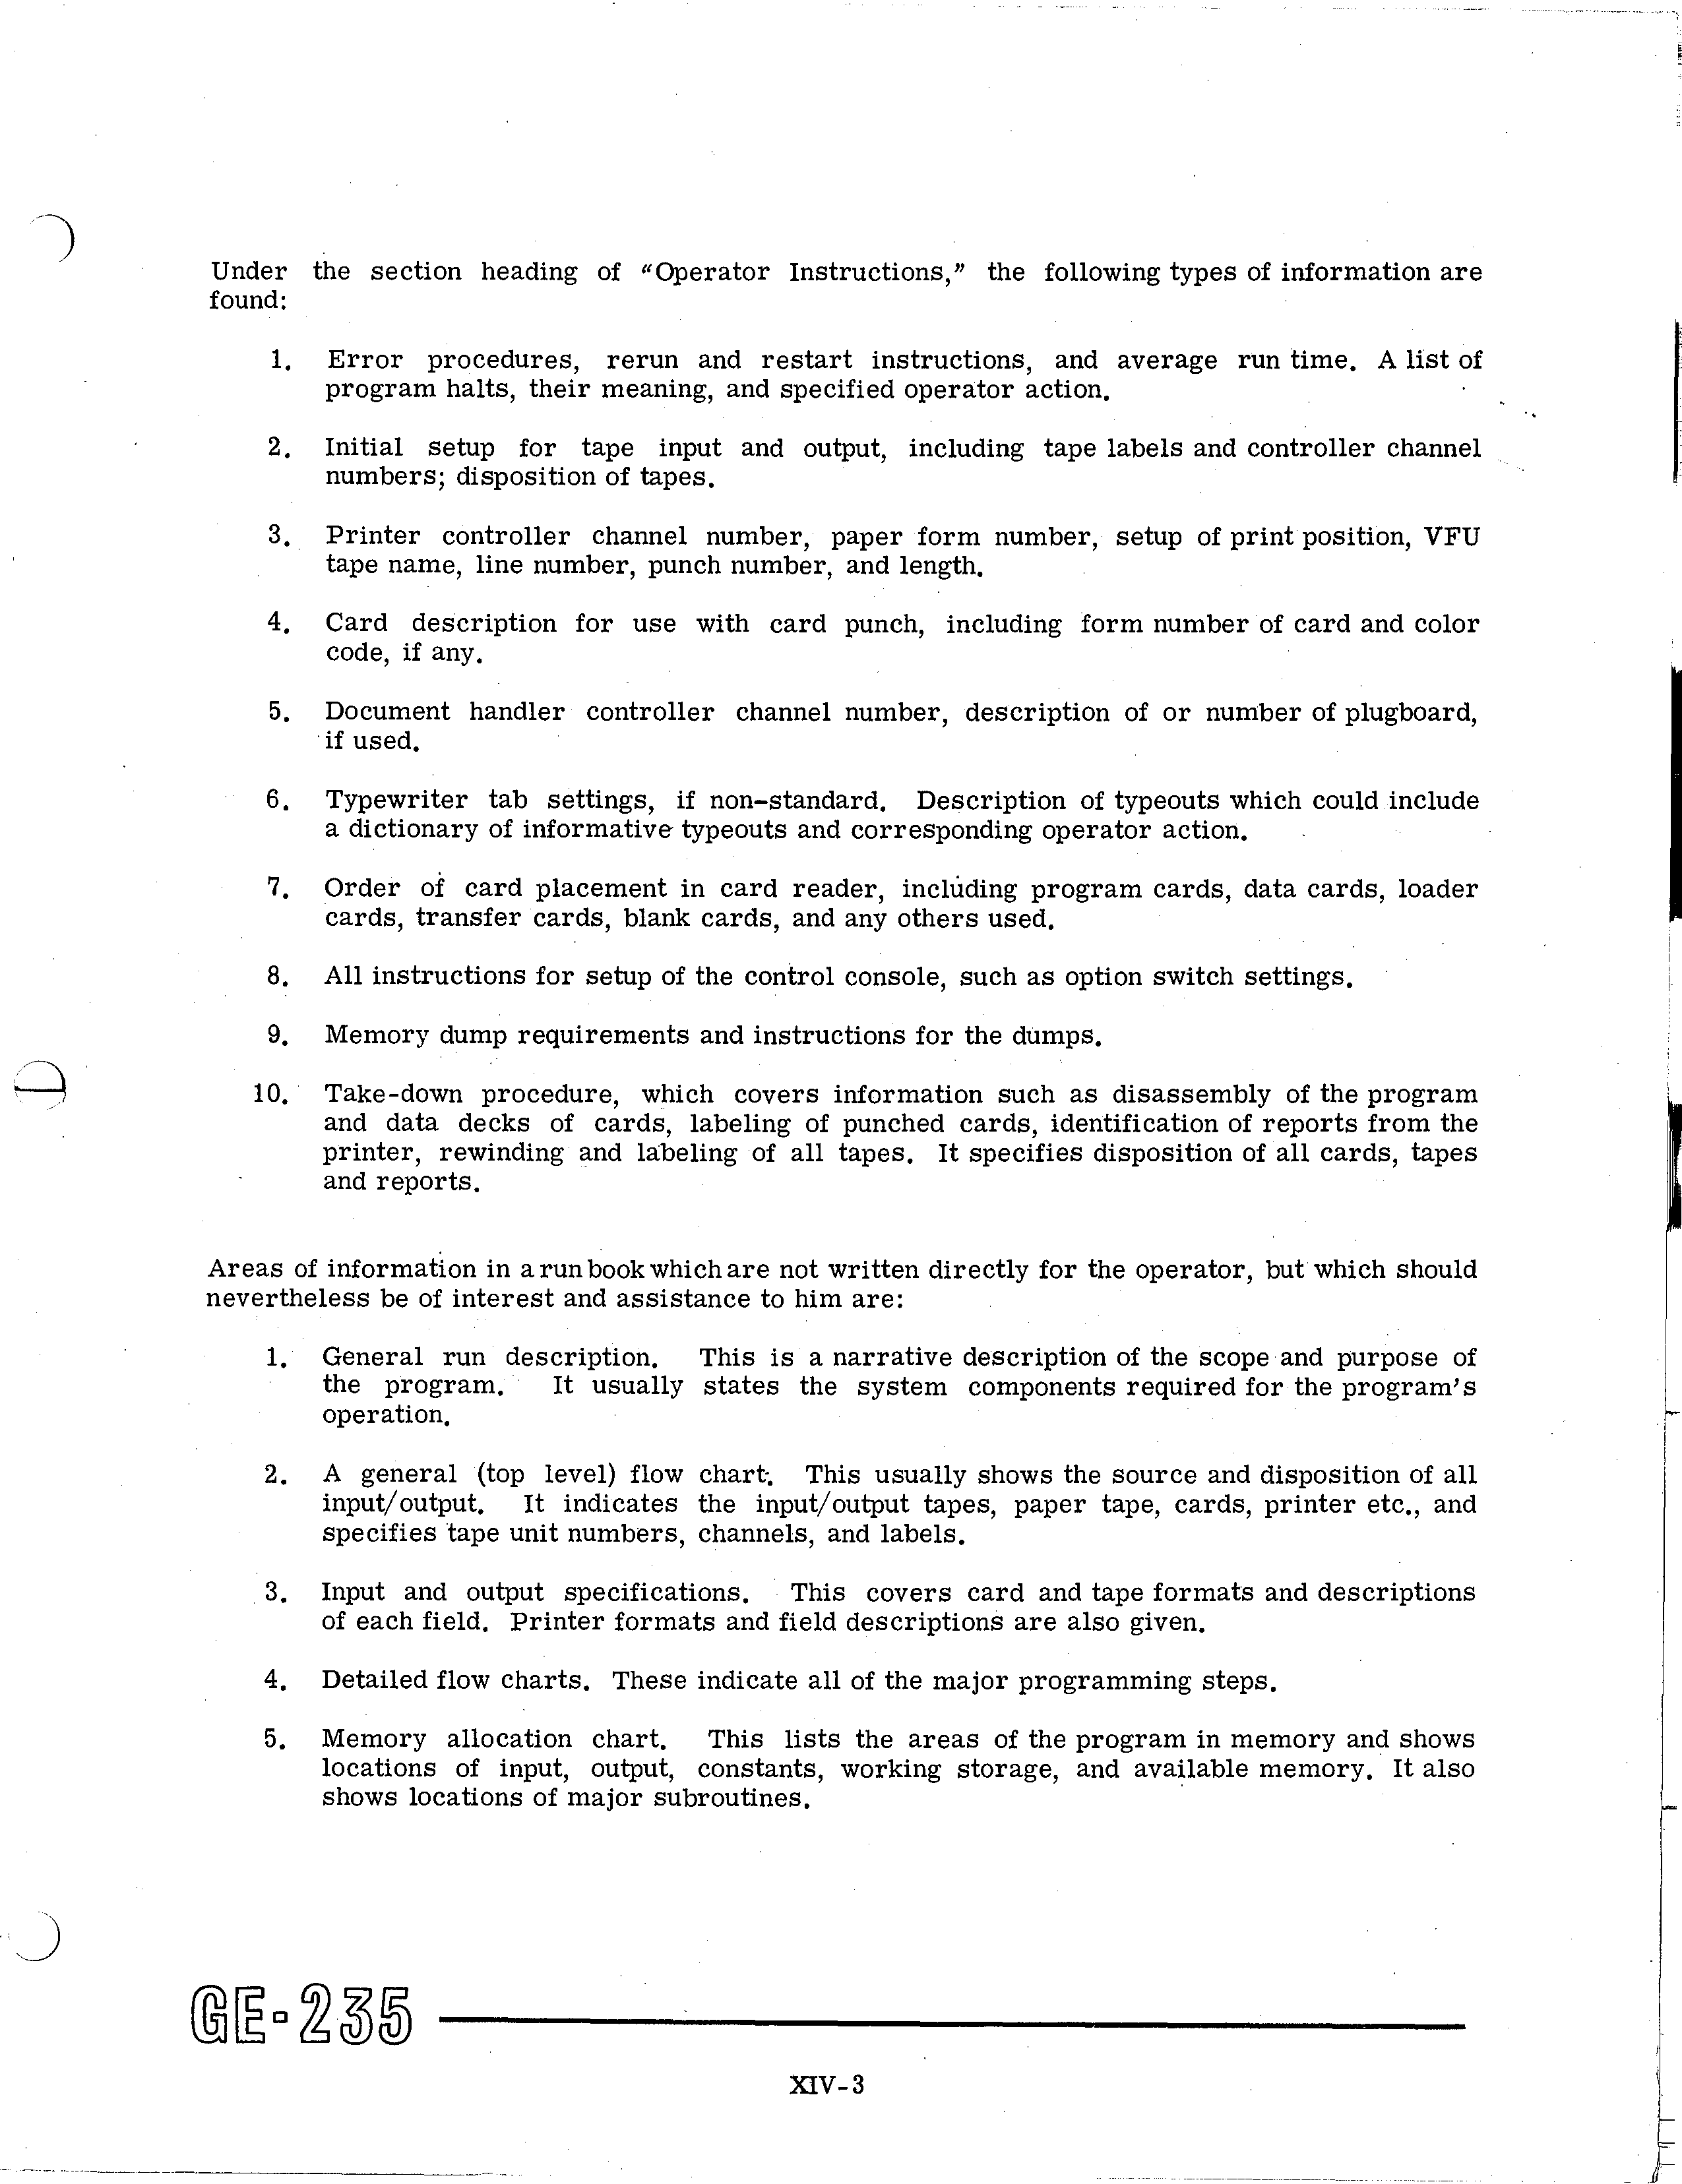 Under the section heading of “Operator Instructions,” the following types of information are
found:
1. Error procedures, rerun and restart instructions, and average run time. A list of
program halts, their meaning, and specified operator action.
2. Initial setup for tape input and output, including tape labels and controller channel
numbers; disposition of tapes.
3. Printer controller channel number, paper form number, setup of print position, VFU
tape name, line number, punch number, and length.
4. Card description for use with card punch, including form number of card and color
code, if any.
5. Document handler controller channel number, description of or number of plugboard,
if used.
6. Typewriter tab settings, if non-standard. Description of typeouts which could include
a dictionary of informative typeouts and corresponding operator action.
7. Order of card placement in card reader, including program cards, data cards, loader
cards, transfer cards, blank cards, and any others used.
8. All instructions for setup of the control console, such as option switch settings.
9. Memory dump requirements and instructions for the dumps.
10. Take-down procedure, which covers information such as disassembly of the program
and data decks of cards, labeling of punched cards, identification of reports from the
printer, rewinding and labeling of all tapes. It specifies disposition of all cards, tapes
and reports.
Areas of information in a run book which are not written directly for the operator, but which should
nevertheless be of interest and assistance to him are:
1. General run description. This is a narrative description of the scope and purpose of
the program. It usually states the system components required for the program's
operation.
2. A general (top level) flow chart. This usually shows the source and disposition of all
input/output. It indicates the input/output tapes, paper tape, cards, printer etc., and
specifies tape unit numbers, channels, and labels.
3. Input and output specifications. This covers card and tape formats and descriptions
of each field. Printer formats and field descriptions are also given.
4. Detailed flow charts. These indicate all of the major programming steps.
5. Memory allocation chart. This lists the areas of the program in memory and shows
locations of input, output, constants, working storage, and available memory. It also
shows locations of major subroutines.
GE-235
XIV-3